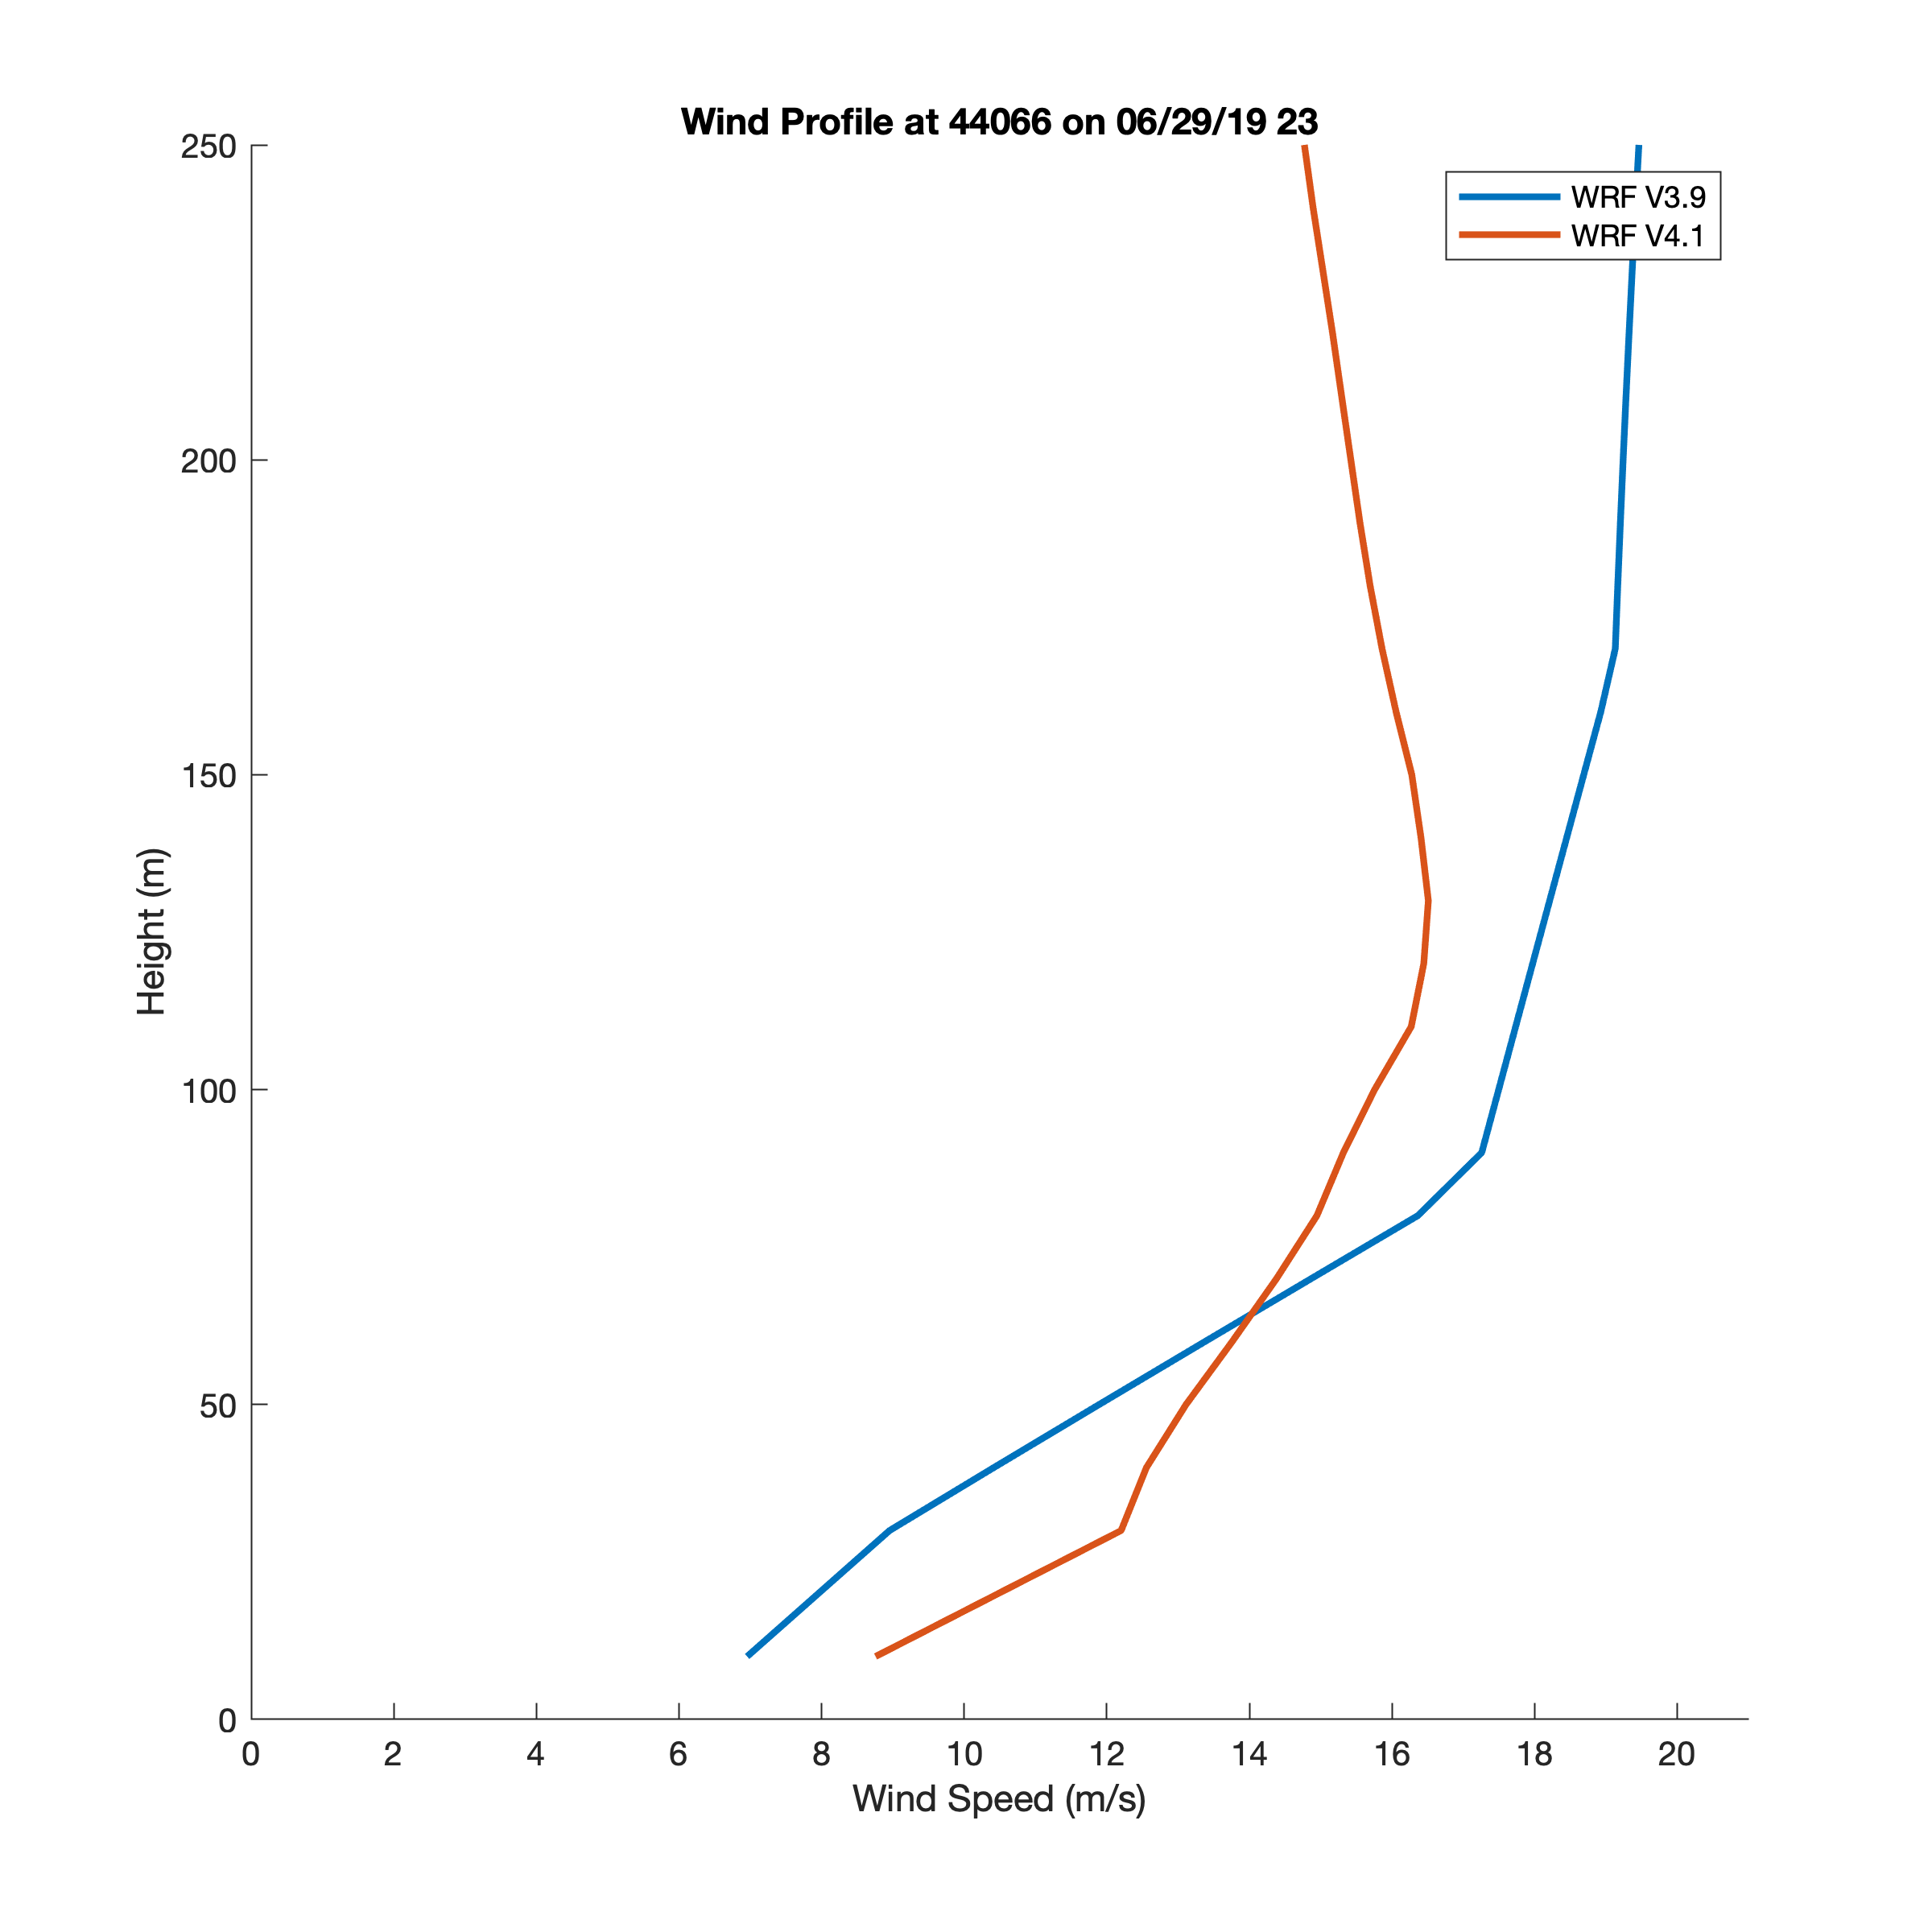 Wind Profile at 44066 on 06/29/19 23
250
200
150
100
50
0
Height (m)
WRF V3.9
WRF V4.1
0 2 4 6 8 10 12 14 16 18 20
Wind Speed (m/s)